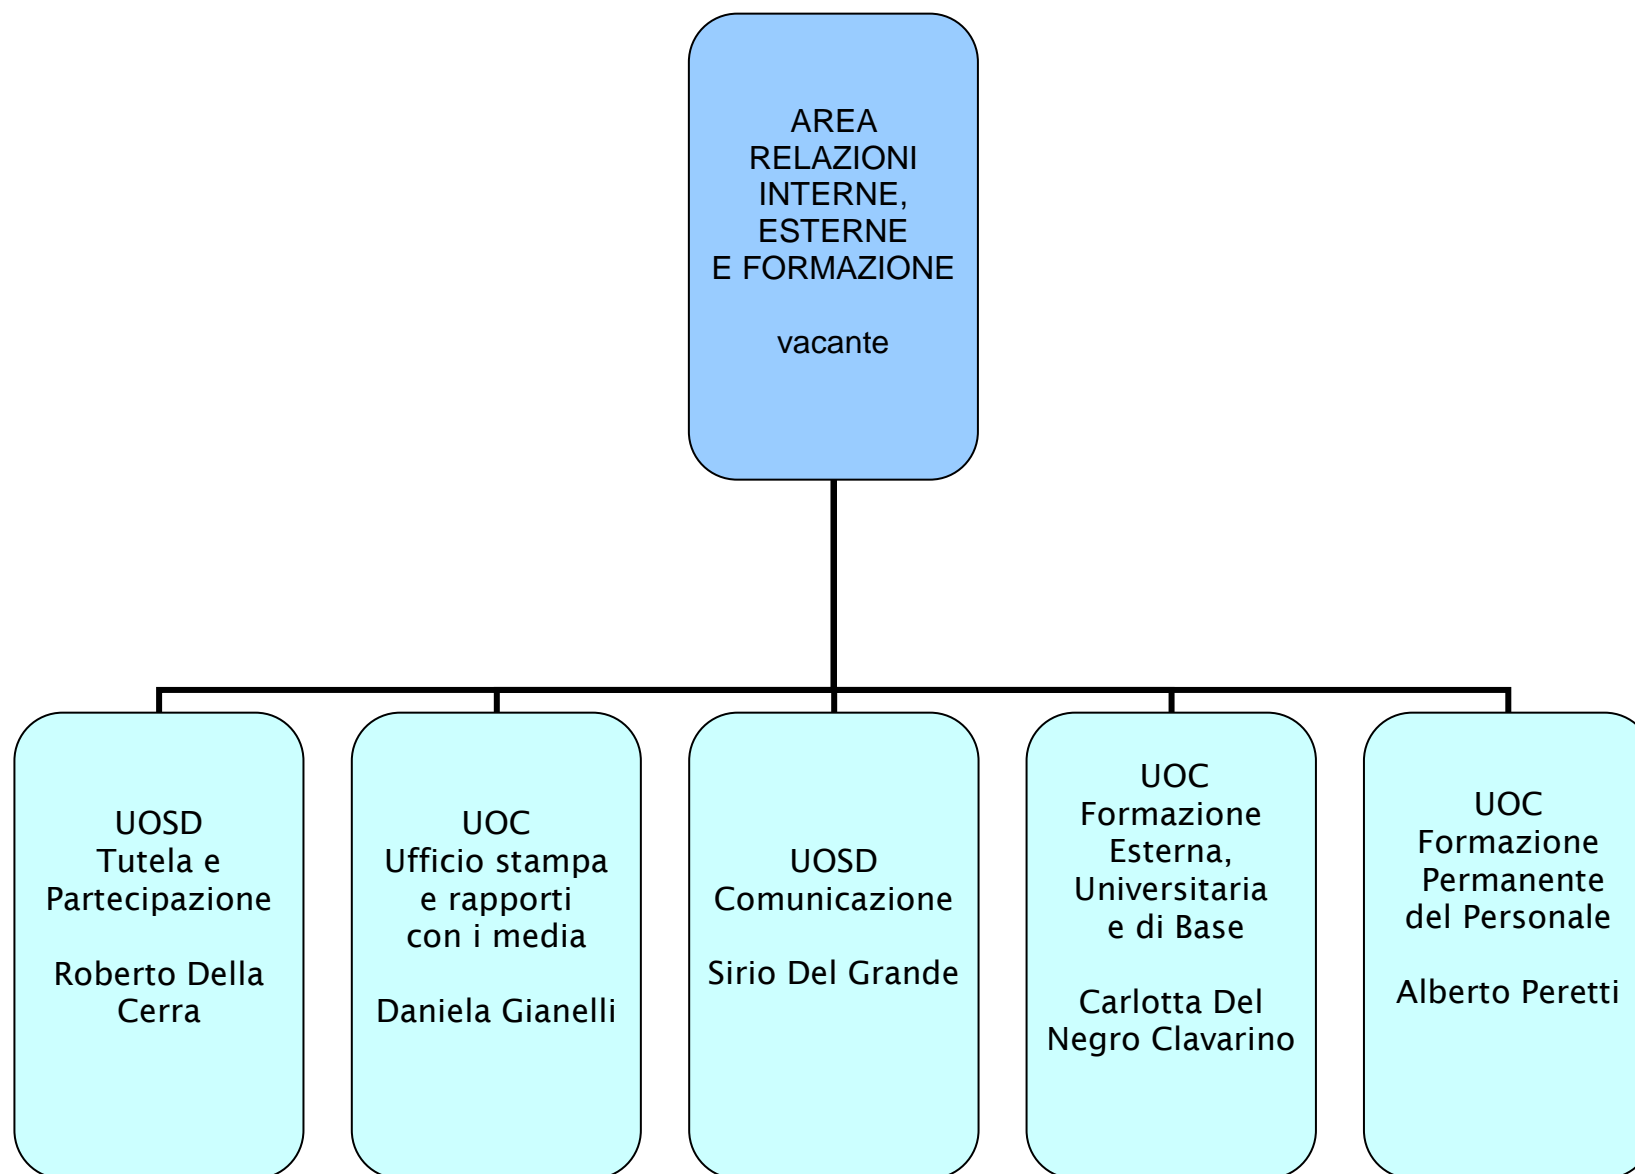 AREA
RELAZIONI
INTERNE,
ESTERNE
E FORMAZIONE
vacante
UOSD
Tutela e
Partecipazione
Roberto Della
Cerra
UOC
Ufficio stampa
e rapporti
con i media
Daniela Gianelli
UOSD
Comunicazione
Sirio Del Grande
UOC
Formazione
Esterna,
Universitaria
e di Base
Carlotta Del
Negro Clavarino
UOC
Formazione
Permanente
del Personale
Alberto Peretti